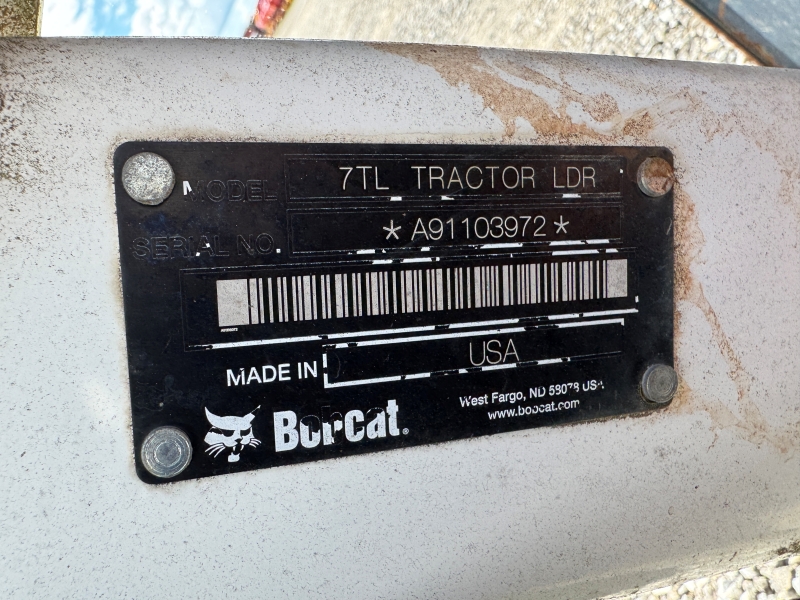 MODEL 7TL TRACTOR LDR
SERIAL NO. *A91103972*
MADE IN USA
BobCat®
West Fargo, ND 58078 USA
www.bobcat.com